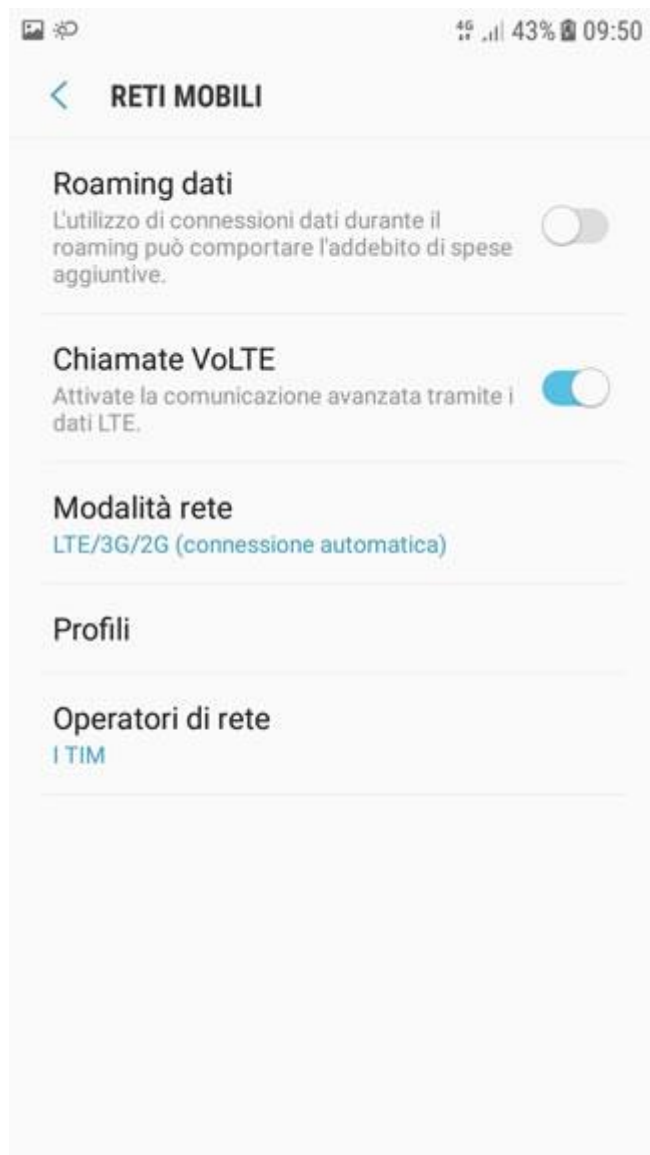 4G 43% 09:50
RETI MOBILI
Roaming dati
L'utilizzo di connessioni dati durante il
roaming può comportare l'addebito di spese
aggiuntive.
Chiamate VoLTE
Attivate la comunicazione avanzata tramite i
dati LTE.
Modalità rete
LTE/3G/2G (connessione automatica)
Profili
Operatori di rete
I TIM